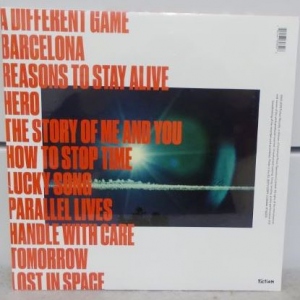 A DIFFERENT GAME
BARCELONA
REASONS TO STAY ALIVE
HERO
THE STORY OF ME AND YOU
HOW TO STOP TIME
LUCKY SONG
PARALLEL LIVES
HANDLE WITH CARE
TOMORROW
LOST IN SPACE
Fiction